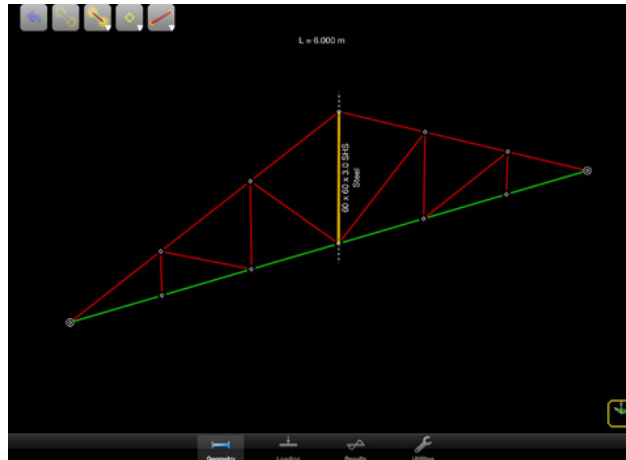 L = 6.000 m
60 x 60 x 3.0 SHS
Steel
Geometry
Loading
Results
Utilities